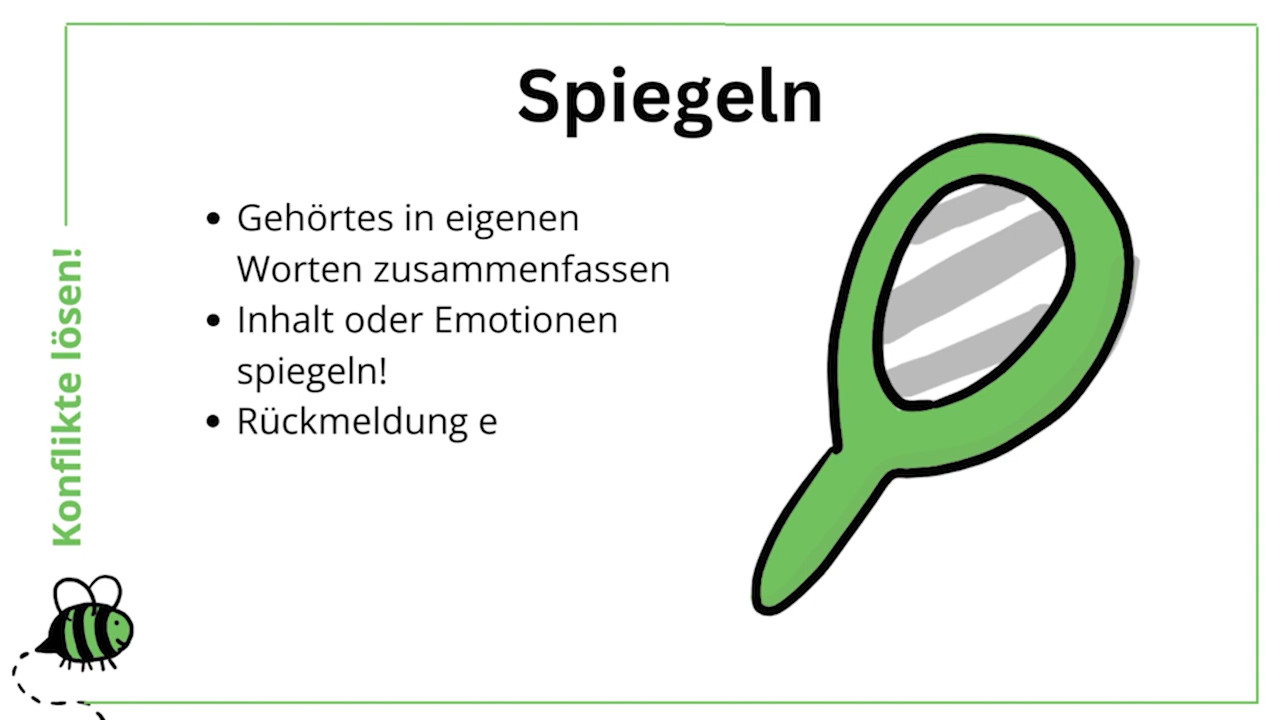 Spiegeln
Gehörtes in eigenen
Worten zusammenfassen
Inhalt oder Emotionen
spiegeln!
Rückmeldung e
Konflikte lösen!